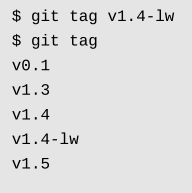 $ git tag v1.4-lw
$ git tag
v0.1
v1.3
v1.4
v1.4-lw
v1.5